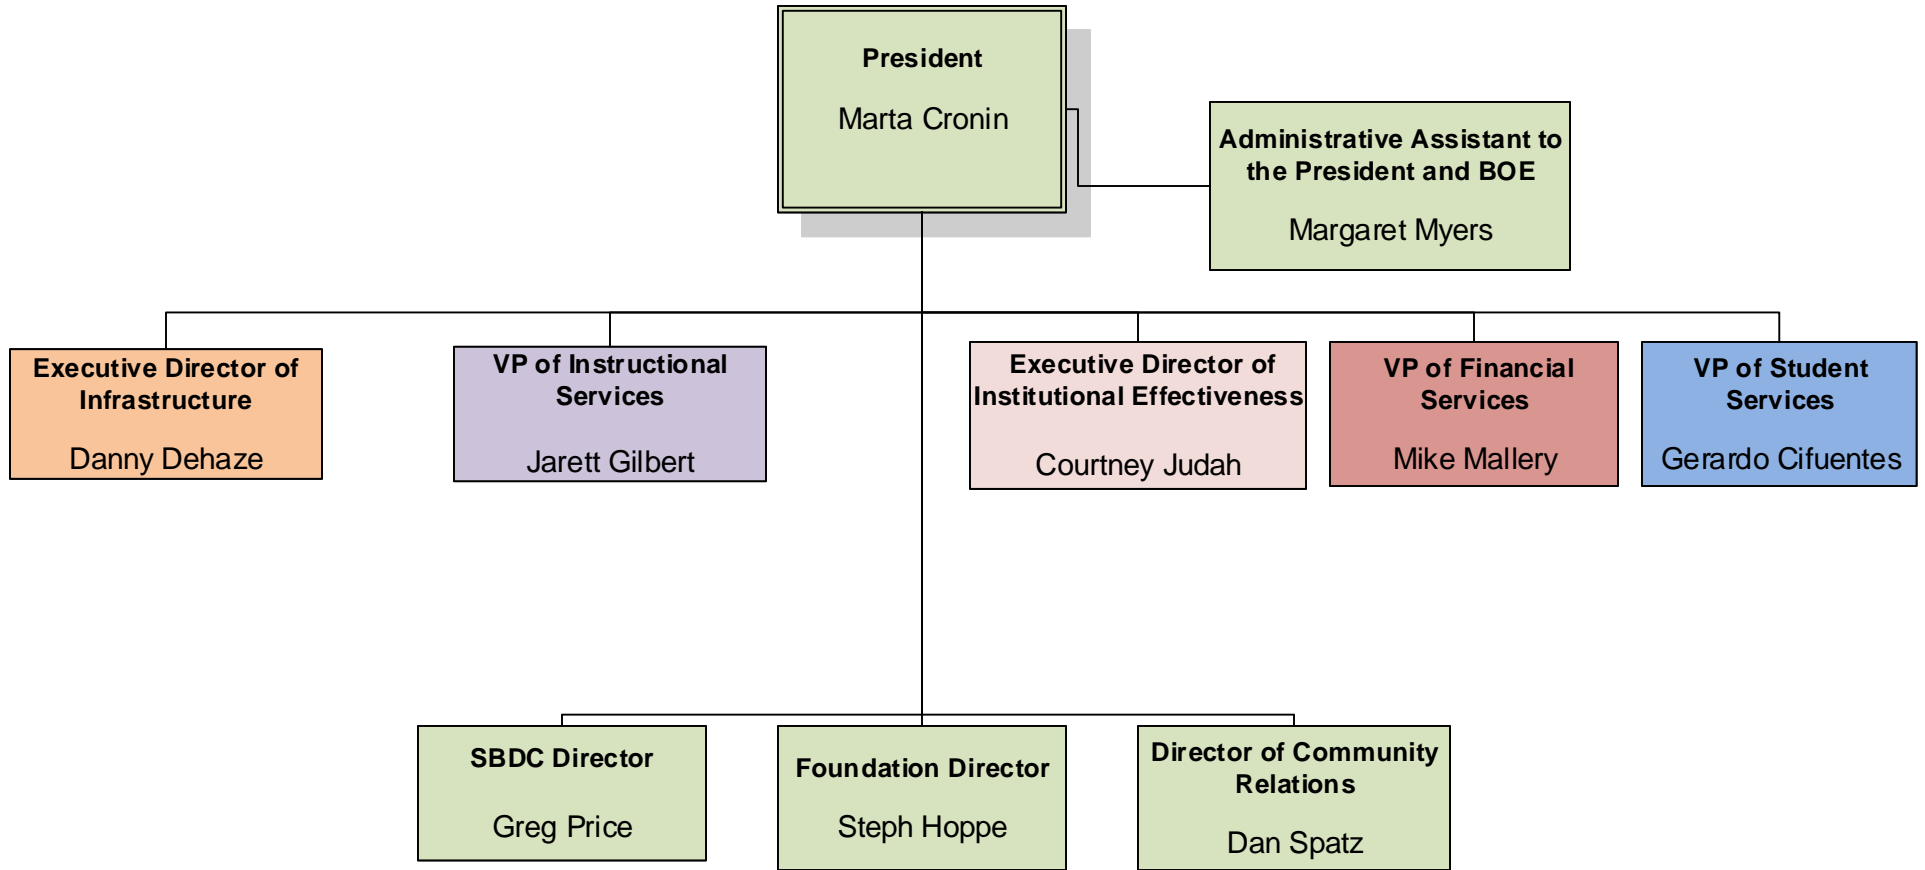 President
Marta Cronin
Administrative Assistant to
the President and BOE
Margaret Myers
Executive Director of
Infrastructure
Danny Dehaze
VP of Instructional
Services
Jarett Gilbert
Executive Director of
Institutional Effectiveness
Courtney Judah
VP of Financial
Services
Mike Mallery
VP of Student
Services
Gerardo Cifuentes
SBDC Director
Greg Price
Foundation Director
Steph Hoppe
Director of Community
Relations
Dan Spatz